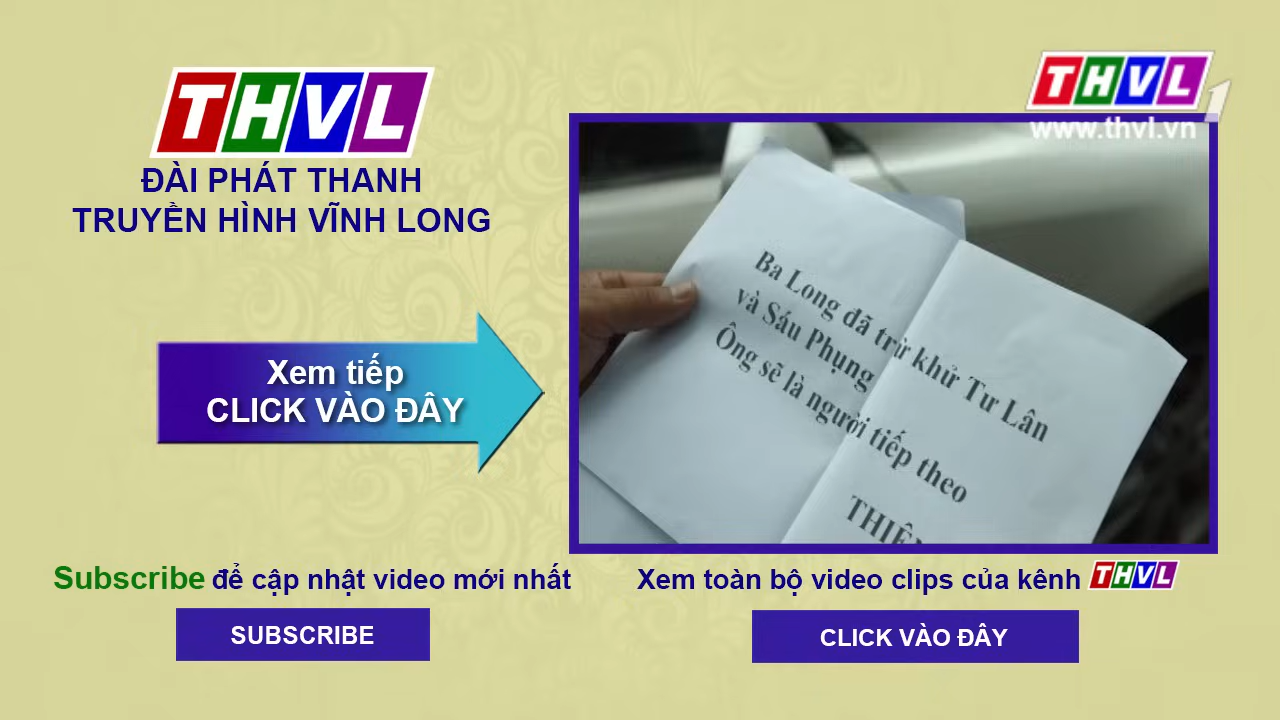 THVL
ĐÀI PHÁT THANH
TRUYỀN HÌNH VĨNH LONG
THVL1
www.thvl.vn
Ba Long đã trừ khử Tư Lân
và Sáu Phụng
Ông sẽ là người tiếp theo
Xem tiếp
CLICK VÀO ĐÂY
Subscribe để cập nhật video mới nhất
SUBSCRIBE
Xem toàn bộ video clips của kênh THVL
CLICK VÀO ĐÂY